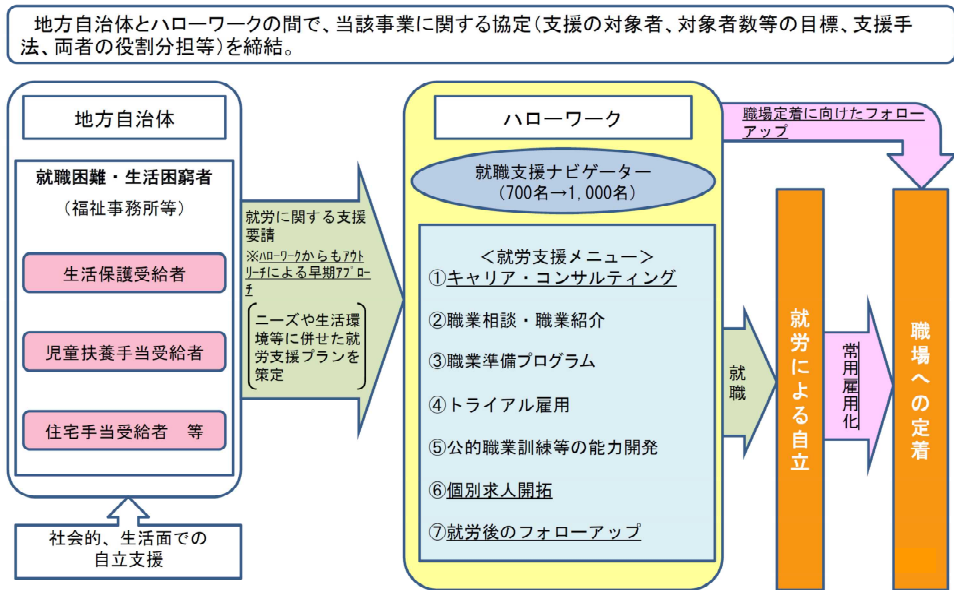 地方自治体とハローワークの間で、当該事業に関する協定(支援の対象者、対象者数等の目標、支援手
法、両者の役割分担等)を締結。
地方自治体
就職困難・生活困窮者
(福祉事務所等)
生活保護受給者
児童扶養手当受給者
住宅手当受給者 等
社会的、生活面での
自立支援
就労に関する支援
要請
※ハローワークからもアウト
リーチによる早期アプロー
チ
ニーズや生活環
境等に併せた就
労支援プランを
策定
ハローワーク
就職支援ナビゲーター
(700名→1,000名)
＜就労支援メニュー＞
①キャリア・コンサルティング
②職業相談・職業紹介
③職業準備プログラム
④トライアル雇用
⑤公的職業訓練等の能力開発
⑥個別求人開拓
⑦就労後のフォローアップ
就職
就労による自立
常用雇用化
職場定着に向けたフォロー
アップ
職場への定着